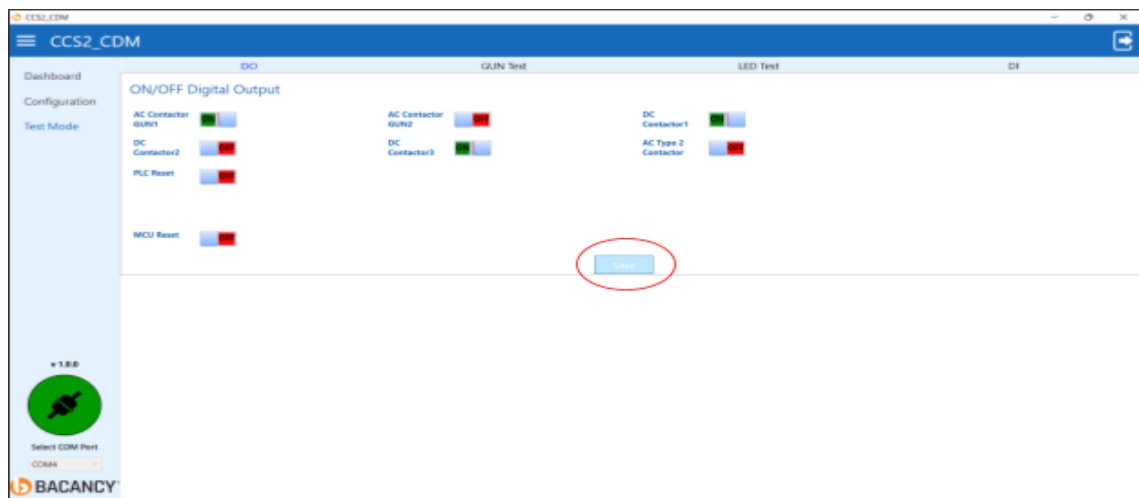 CCS2_CDM
CCS2_CDM
DO GUN Test LED Test DI
Dashboard
Configuration
Test Mode
ON/OFF Digital Output
AC Contactor
GUN1
ON
AC Contactor
GUN2
OFF
DC
Contactor1
ON
DC
Contactor2
OFF
DC
Contactor3
ON
AC Type 2
Contactor
OFF
PLC Reset
OFF
MCU Reset
OFF
Save
v 1.0.0
Select COM Port
COM4
BACANCY